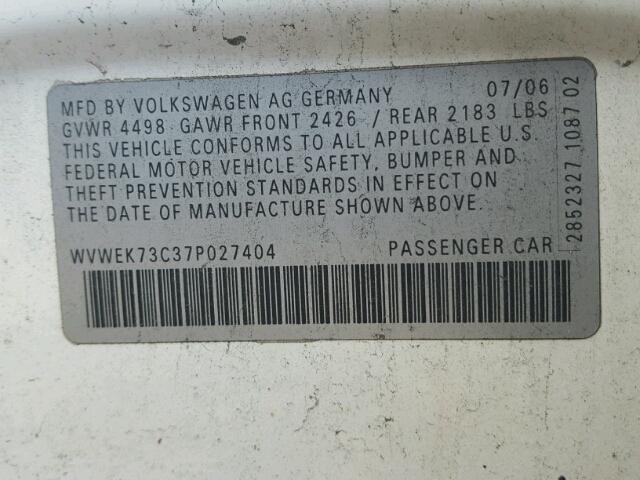 MFD BY VOLKSWAGEN AG GERMANY 07/06
GVWR 4498 GAWR FRONT 2426 / REAR 2183 LBS
THIS VEHICLE CONFORMS TO ALL APPLICABLE U.S.
FEDERAL MOTOR VEHICLE SAFETY, BUMPER AND
THEFT PREVENTION STANDARDS IN EFFECT ON
THE DATE OF MANUFACTURE SHOWN ABOVE.
WVWEK73C37P027404 PASSENGER CAR
2852327 1087 02